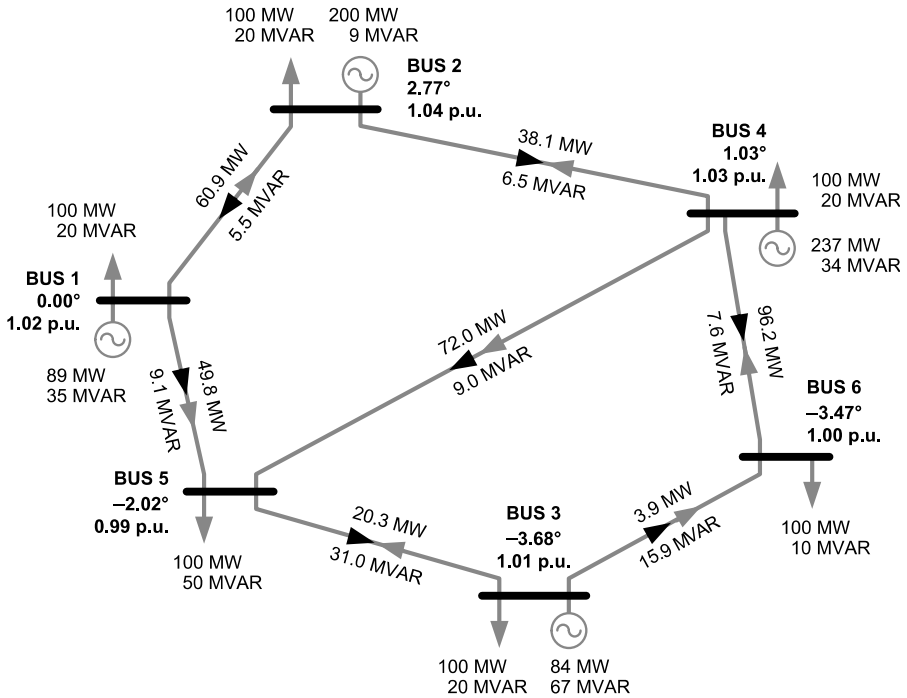 100 MW
20 MVAR
200 MW
9 MVAR
BUS 2
2.77°
1.04 p.u.
38.1 MW
6.5 MVAR
BUS 4
1.03°
1.03 p.u.
100 MW
20 MVAR
237 MW
34 MVAR
60.9 MW
5.5 MVAR
100 MW
20 MVAR
BUS 1
0.00°
1.02 p.u.
89 MW
35 MVAR
49.8 MW
9.1 MVAR
72.0 MW
9.0 MVAR
96.2 MW
7.6 MVAR
BUS 6
–3.47°
1.00 p.u.
100 MW
10 MVAR
BUS 5
–2.02°
0.99 p.u.
100 MW
50 MVAR
20.3 MW
31.0 MVAR
BUS 3
–3.68°
1.01 p.u.
3.9 MW
15.9 MVAR
100 MW
20 MVAR
84 MW
67 MVAR